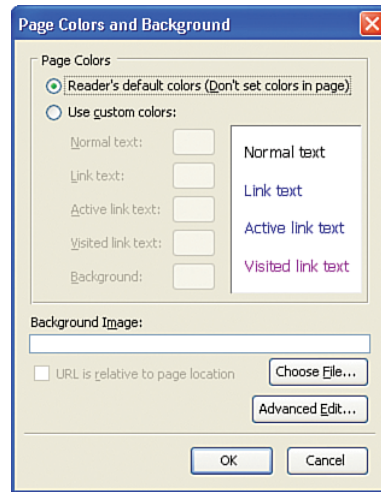 Page Colors and Background
Page Colors
Reader's default colors (Don't set colors in page)
Use custom colors:
Normal text:
Link text:
Active link text:
Visited link text:
Background:
Normal text
Link text
Active link text
Visited link text
Background Image:
URL is relative to page location
Choose File...
Advanced Edit...
OK
Cancel